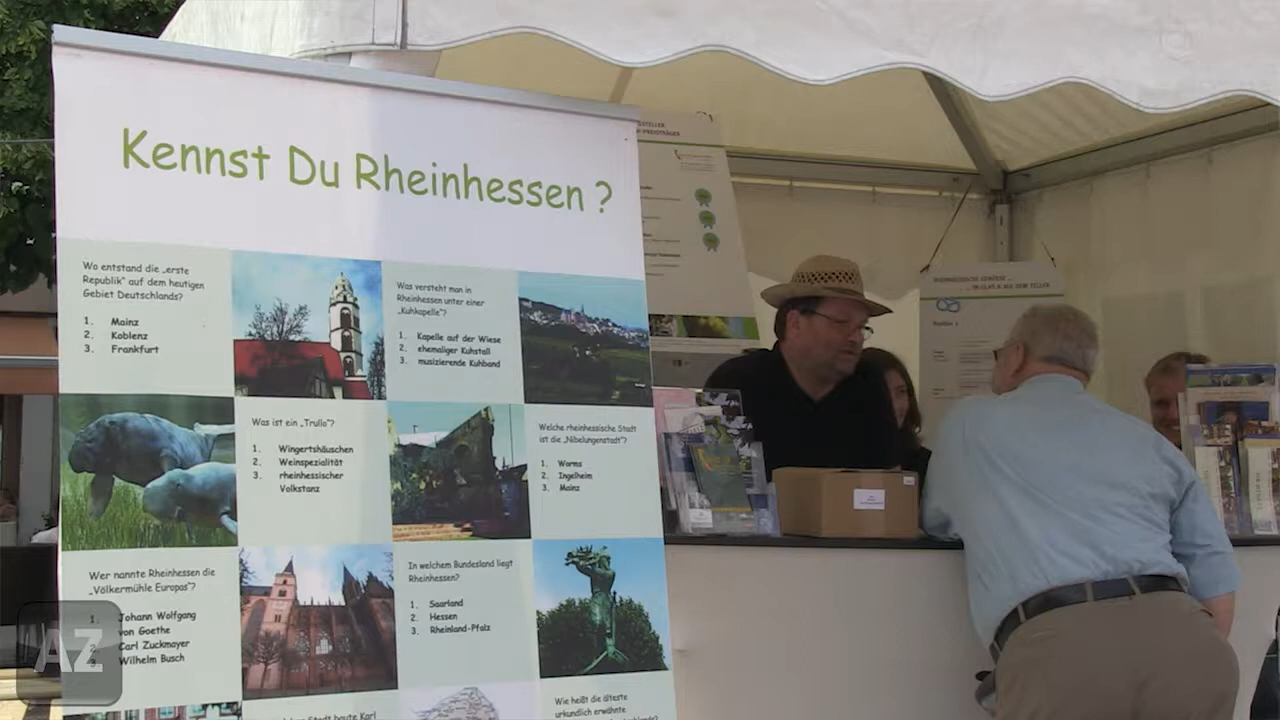 Kennst Du Rheinhessen ?
Wo entstand die „erste
Republik" auf dem heutigen
Gebiet Deutschlands?
1. Mainz
2. Koblenz
3. Frankfurt
Was versteht man in
Rheinhessen unter einer
„Kuhkapelle"?
1. Kapelle auf der Wiese
2. ehemaliger Kuhstall
3. musizierende Kuhband
Was ist ein „Trullo"?
1. Wingertshäuschen
2. Weinspezialität
3. rheinhessischer
Volkstanz
Welche rheinhessische Stadt
ist die „Nibelungenstadt"?
1. Worms
2. Ingelheim
3. Mainz
Wer nannte Rheinhessen die
„Völkermühle Europas"?
1. Johann Wolfgang
von Goethe
Carl Zuckmayer
Wilhelm Busch
In welchem Bundesland liegt
Rheinhessen?
1. Saarland
2. Hessen
3. Rheinland-Pfalz
Stadt baute Karl
Wie heißt die älteste
urkundlich erwähnte
AZ